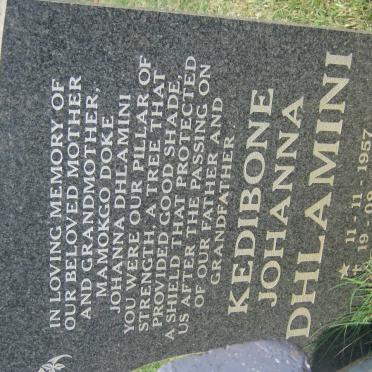 IN LOVING MEMORY OF
OUR BELOVED MOTHER
AND GRANDMOTHER,
MAMOKGO DOKE
JOHANNA DHLAMINI
YOU WERE OUR PILLAR OF
STRENGTH, A TREE THAT
PROVIDED GOOD SHADE,
A SHIELD THAT PROTECTED
US AFTER THE PASSING ON
OF OUR FATHER AND
GRANDFATHER
KEDIBONE
JOHANNA
DHLAMINI
11 - 11 - 1957
19 - 09